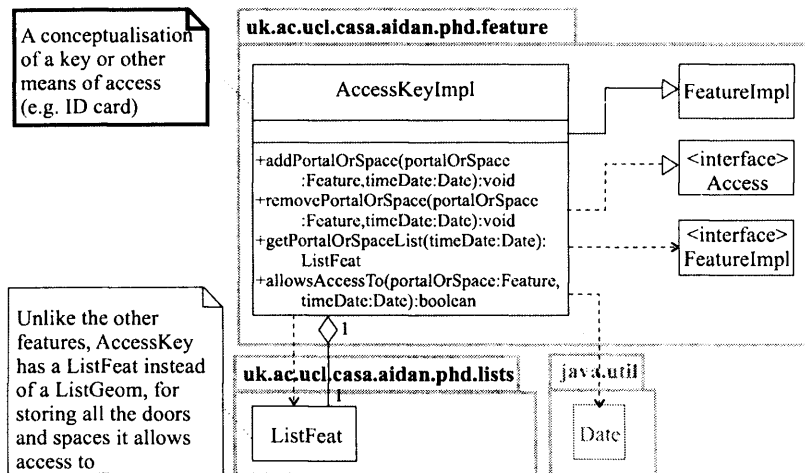 A conceptualisation
of a key or other
means of access
(e.g. ID card)
uk.ac.ucl.casa.aidan.phd.feature
AccessKeyImpl
+addPortalOrSpace(portalOrSpace
:Feature,timeDate:Date):void
+removePortalOrSpace(portalOrSpace
:Feature,timeDate:Date):void
+getPortalOrSpaceList(timeDate:Date):
ListFeat
+allowsAccessTo(portalOrSpace:Feature,
timeDate:Date):boolean
FeatureImpl
<interface>
Access
<interface>
FeatureImpl
1
Unlike the other
features, AccessKey
has a ListFeat instead
of a ListGeom, for
storing all the doors
and spaces it allows
access to
uk.ac.ucl.casa.aidan.phd.lists
1
ListFeat
java.util
Date